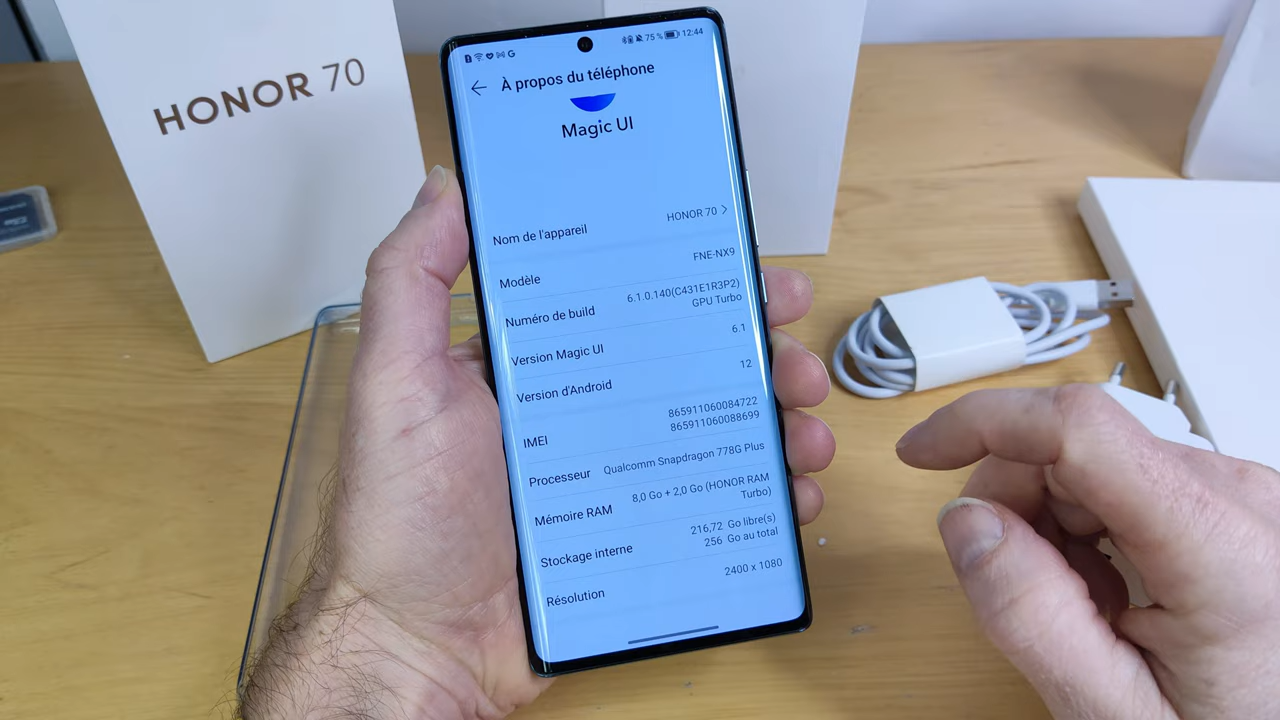 HONOR 70
75 % 12:44
À propos du téléphone
Magic UI
Nom de l'appareil HONOR 70
Modèle FNE-NX9
Numéro de build 6.1.0.140(C431E1R3P2)
GPU Turbo
Version Magic UI 6.1
Version d'Android 12
IMEI 865911060084722
865911060088699
Processeur Qualcomm Snapdragon 778G Plus
Mémoire RAM 8,0 Go + 2,0 Go (HONOR RAM
Turbo)
Stockage interne 216,72 Go libre(s)
256 Go au total
Résolution 2400 x 1080